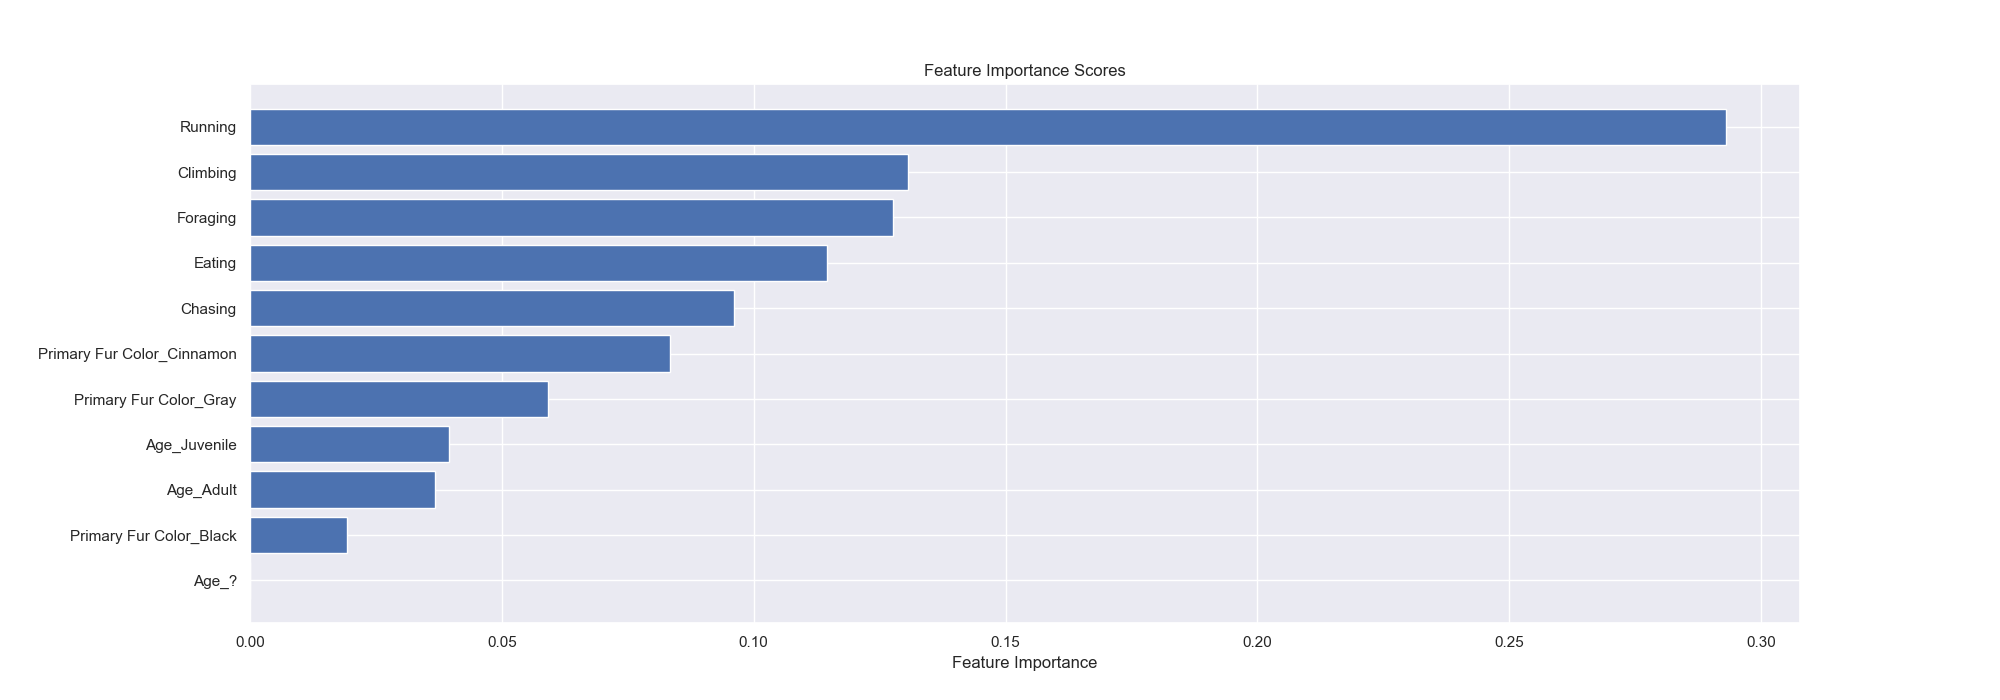 Feature Importance Scores
Running
Climbing
Foraging
Eating
Chasing
Primary Fur Color_Cinnamon
Primary Fur Color_Gray
Age_Juvenile
Age_Adult
Primary Fur Color_Black
Age_?
0.00 0.05 0.10 0.15 0.20 0.25 0.30
Feature Importance